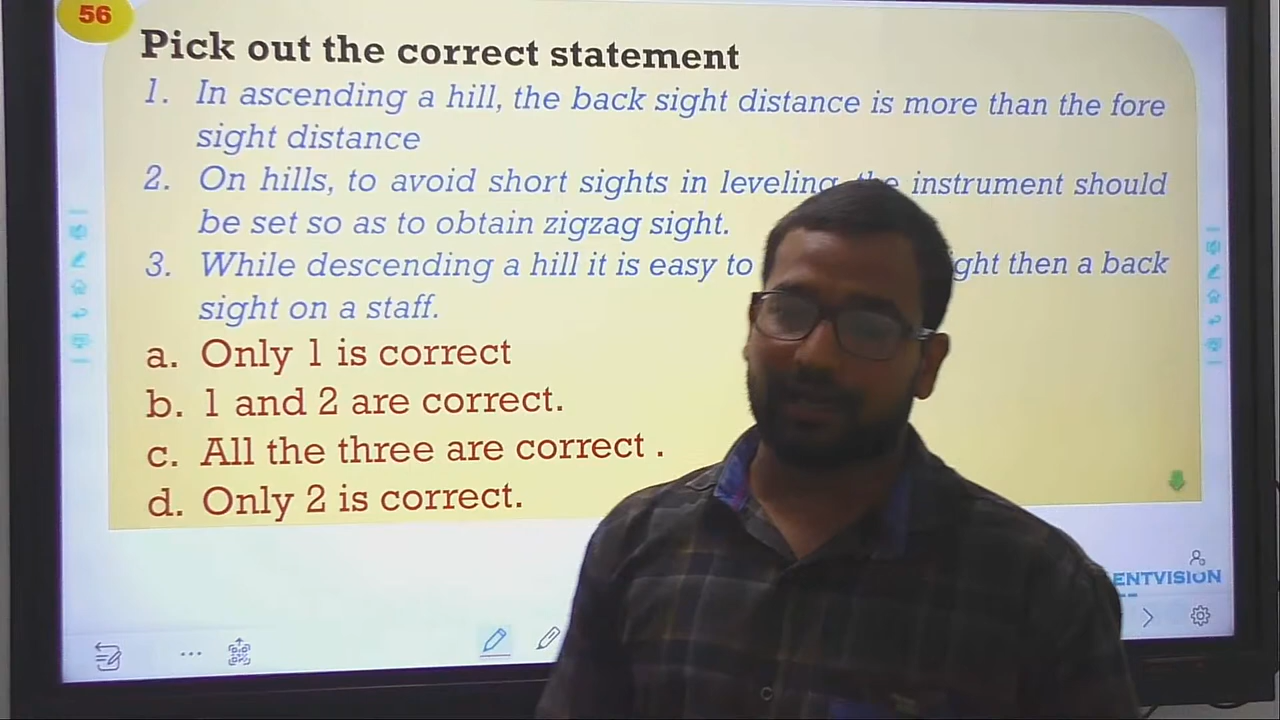 56
Pick out the correct statement
1. In ascending a hill, the back sight distance is more than the fore
sight distance
2. On hills, to avoid short sights in leveling the instrument should
be set so as to obtain zigzag sight.
3. While descending a hill it is easy to ght then a back
sight on a staff.
a. Only 1 is correct
b. 1 and 2 are correct.
c. All the three are correct .
d. Only 2 is correct.
ENTVISION